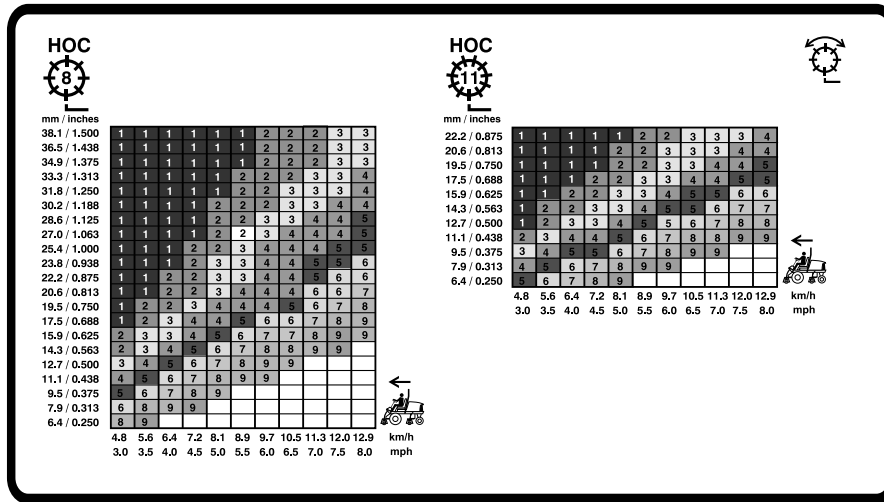 HOC
8
mm / inches
38.1 / 1.500 1 1 1 1 1 1 2 2 2 3 3
36.5 / 1.438 1 1 1 1 1 1 2 2 2 3 3
34.9 / 1.375 1 1 1 1 1 1 2 2 2 3 3
33.3 / 1.313 1 1 1 1 1 2 2 2 3 3 4
31.8 / 1.250 1 1 1 1 1 2 2 3 3 3 4
30.2 / 1.188 1 1 1 1 2 2 2 3 3 4 4
28.6 / 1.125 1 1 1 1 2 2 3 3 4 4 5
27.0 / 1.063 1 1 1 1 2 2 3 3 4 4 5
25.4 / 1.000 1 1 1 2 2 3 4 4 4 5 5
23.8 / 0.938 1 1 1 2 3 3 4 4 5 5 6
22.2 / 0.875 1 1 2 2 3 3 4 4 5 6 6
20.6 / 0.813 1 1 2 2 3 4 4 4 6 6 7
19.5 / 0.750 1 2 2 3 4 4 4 5 6 7 8
17.5 / 0.688 1 2 3 4 4 5 6 6 7 8 9
15.9 / 0.625 2 3 3 4 5 6 7 7 8 9 9
14.3 / 0.563 2 3 4 5 6 7 8 8 9 9
12.7 / 0.500 3 4 5 6 7 8 9 9
11.1 / 0.438 4 5 6 7 8 9 9
9.5 / 0.375 5 6 7 8 9
7.9 / 0.313 6 8 9 9
6.4 / 0.250 8 9
4.8 5.6 6.4 7.2 8.1 8.9 9.7 10.5 11.3 12.0 12.9 km/h
3.0 3.5 4.0 4.5 5.0 5.5 6.0 6.5 7.0 7.5 8.0 mph
HOC
11
mm / inches
22.2 / 0.875 1 1 1 1 1 2 2 3 3 3 4
20.6 / 0.813 1 1 1 1 2 2 3 3 3 4 4
19.5 / 0.750 1 1 1 1 2 2 3 3 4 4 5
17.5 / 0.688 1 1 1 2 2 3 3 4 4 5 5
15.9 / 0.625 1 1 2 2 3 3 4 5 5 6 6
14.3 / 0.563 1 2 2 3 3 4 5 5 6 7 7
12.7 / 0.500 1 2 3 3 4 5 5 6 7 8 8
11.1 / 0.438 2 3 4 4 5 6 7 8 8 9 9
9.5 / 0.375 3 4 5 5 6 7 8 9 9
7.9 / 0.313 4 5 6 7 8 9 9
6.4 / 0.250 5 6 7 8 9
4.8 5.6 6.4 7.2 8.1 8.9 9.7 10.5 11.3 12.0 12.9 km/h
3.0 3.5 4.0 4.5 5.0 5.5 6.0 6.5 7.0 7.5 8.0 mph